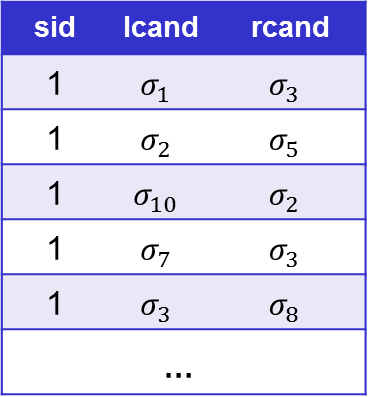 sid lcand rcand
1 σ₁ σ₃
1 σ₂ σ₅
1 σ₁₀ σ₂
1 σ₇ σ₃
1 σ₃ σ₈
...